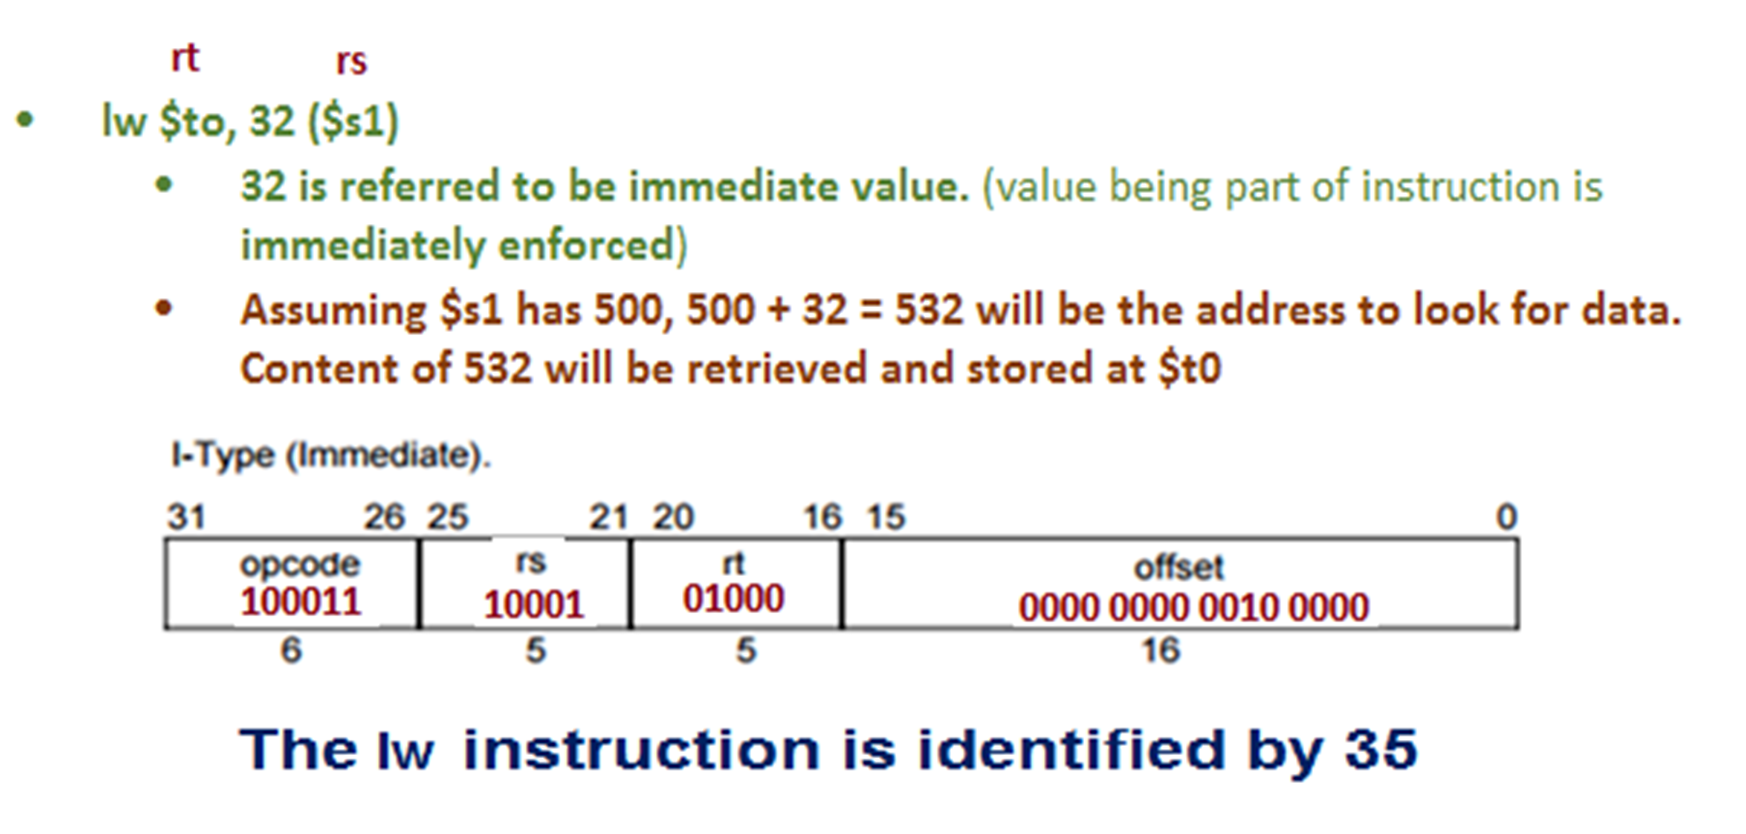 rt rs
• lw $to, 32 ($s1)
• 32 is referred to be immediate value. (value being part of instruction is
immediately enforced)
• Assuming $s1 has 500, 500 + 32 = 532 will be the address to look for data.
Content of 532 will be retrieved and stored at $t0
I-Type (Immediate).
31 26 25 21 20 16 15 0
opcode rs rt offset
100011 10001 01000 0000 0000 0010 0000
6 5 5 16
The lw instruction is identified by 35